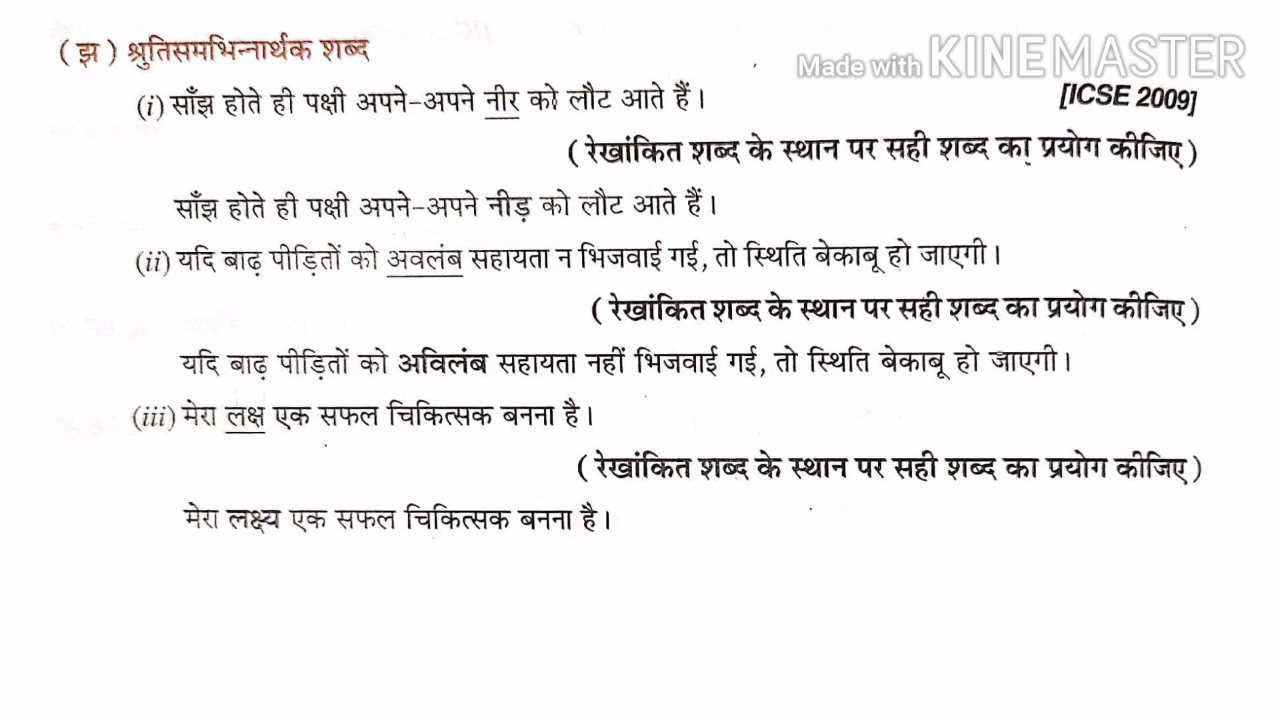 Made with KINEMASTER
( झ ) श्रुतिसमभिन्नार्थक शब्द
(i) साँझ होते ही पक्षी अपने-अपने नीर को लौट आते हैं। [ICSE 2009]
( रेखांकित शब्द के स्थान पर सही शब्द का प्रयोग कीजिए )
साँझ होते ही पक्षी अपने-अपने नीड़ को लौट आते हैं।
(ii) यदि बाढ़ पीड़ितों को अवलंब सहायता न भिजवाई गई, तो स्थिति बेकाबू हो जाएगी।
( रेखांकित शब्द के स्थान पर सही शब्द का प्रयोग कीजिए )
यदि बाढ़ पीड़ितों को अविलंब सहायता नहीं भिजवाई गई, तो स्थिति बेकाबू हो जाएगी।
(iii) मेरा लक्ष एक सफल चिकित्सक बनना है।
( रेखांकित शब्द के स्थान पर सही शब्द का प्रयोग कीजिए )
मेरा लक्ष्य एक सफल चिकित्सक बनना है।